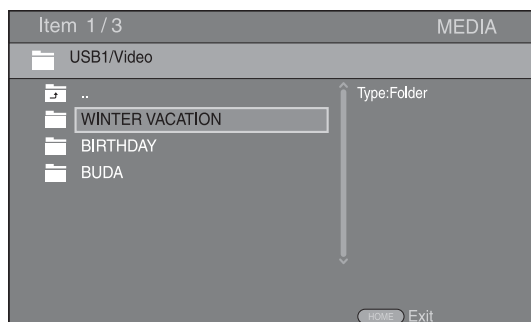 Item 1/3 MEDIA
USB1/Video
..
Type:Folder
WINTER VACATION
BIRTHDAY
BUDA
HOME Exit